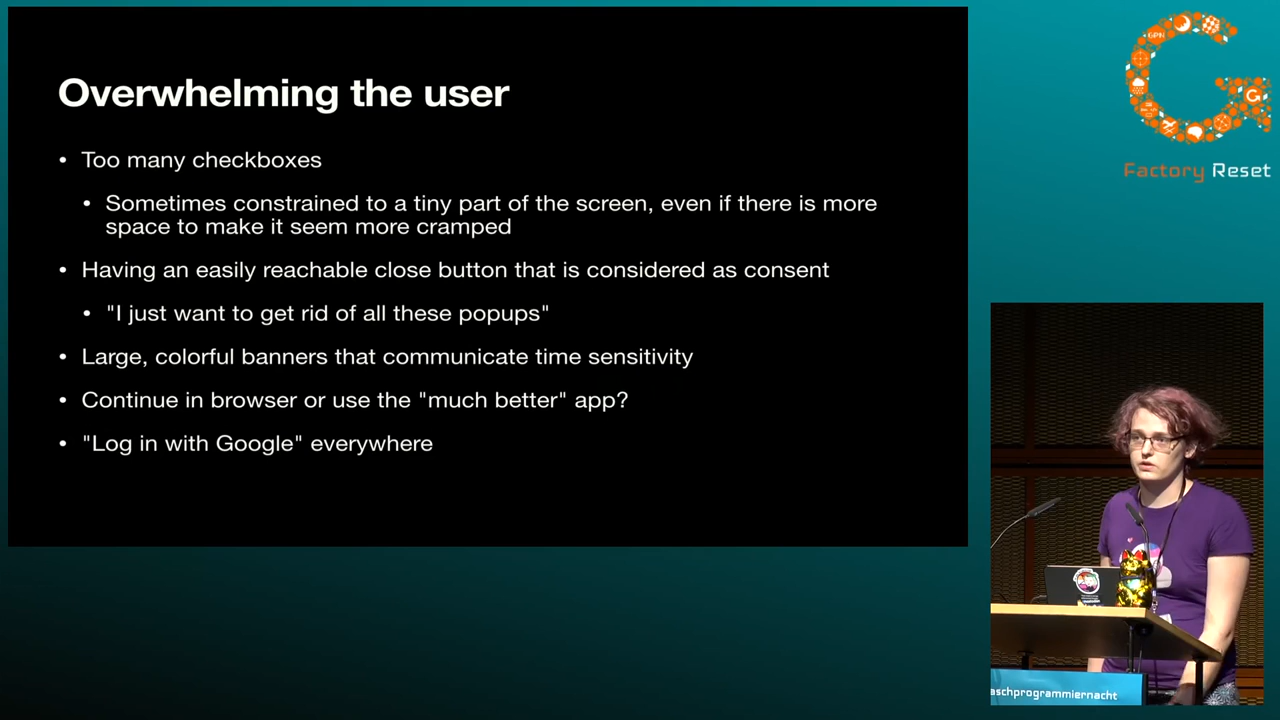 Overwhelming the user
• Too many checkboxes
• Sometimes constrained to a tiny part of the screen, even if there is more
space to make it seem more cramped
• Having an easily reachable close button that is considered as consent
• "I just want to get rid of all these popups"
• Large, colorful banners that communicate time sensitivity
• Continue in browser or use the "much better" app?
• "Log in with Google" everywhere
GPN
Factory Reset
aschprogrammiernacht